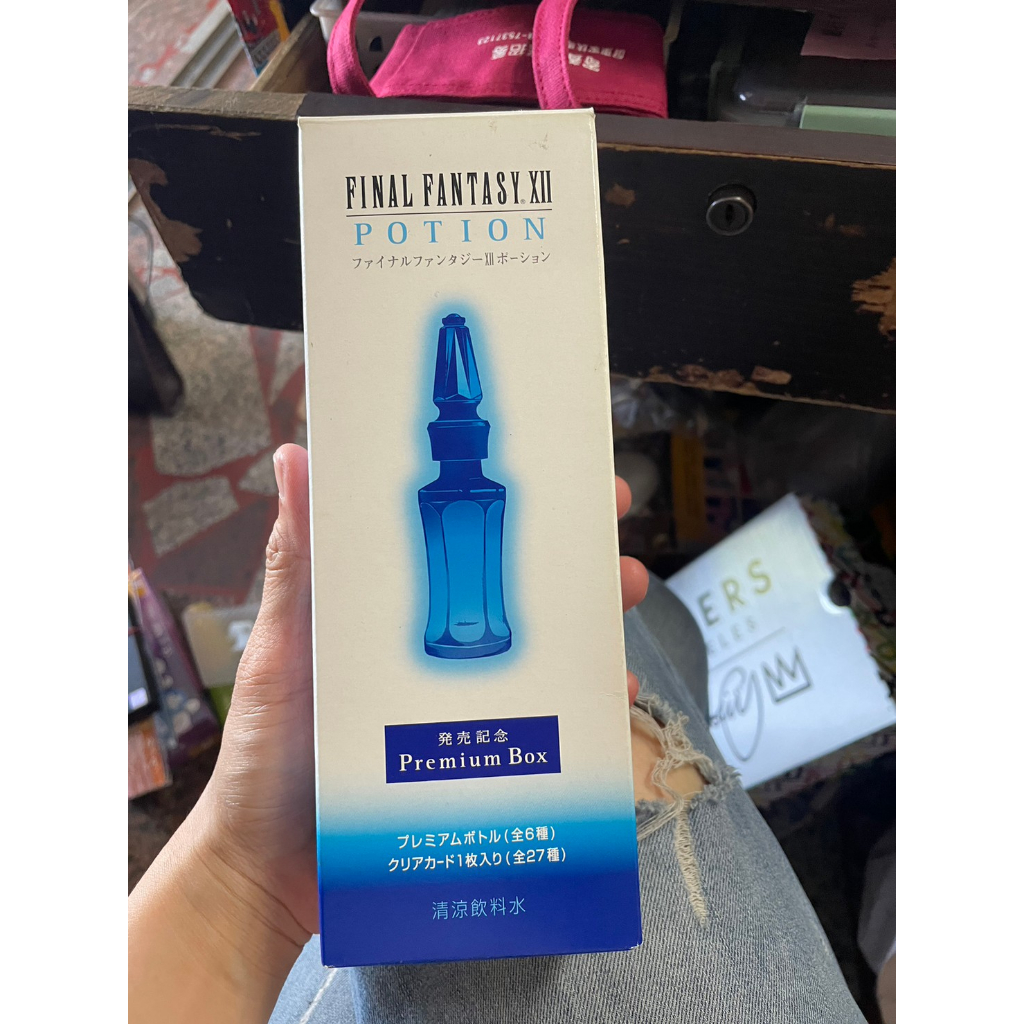 FINAL FANTASY® XII
POTION
ファイナルファンタジーXII ポーション
発売記念
Premium Box
プレミアムボトル(全6種)
クリアカード1枚入り(全27種)
清涼飲料水
ERS